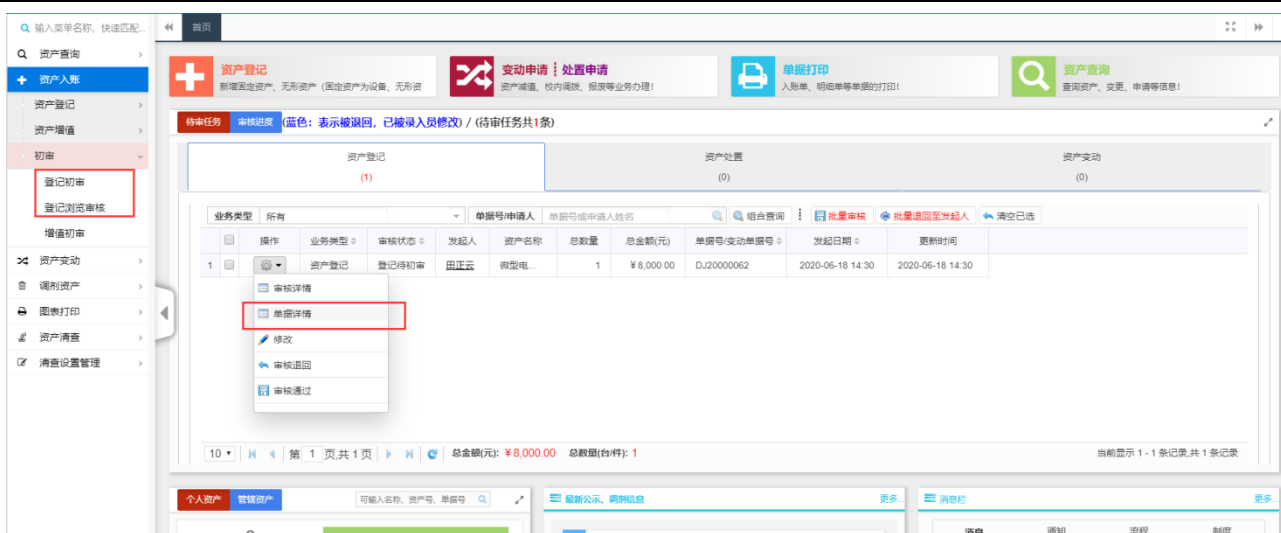 输入菜单名称，快速匹配...
首页
资产查询
资产入账
资产登记
资产增值
初审
登记初审
登记浏览审核
增值初审
资产变动
调剂资产
图表打印
资产清查
清查设置管理
资产登记
新增固定资产、无形资产（固定资产为设备、无形资
变动申请 处置申请
资产减值、校内调拨、报废等业务办理！
单据打印
入账单、明细单等单据的打印！
资产查询
查询资产、变更、申请等信息！
待审任务 审核进度 (蓝色：表示被退回，已被录入员修改) / (待审任务共1条)
资产登记 资产处置 资产变动
(1) (0) (0)
业务类型 所有 单据号/申请人 单据号或申请人姓名 组合查询 批量审核 批量退回至发起人 清空已选
操作 业务类型 审核状态 发起人 资产名称 总数量 总金额(元) 单据号/变动单据号 发起日期 更新时间
1 资产登记 登记待初审 田正云 微型电... 1 ¥8,000.00 DJ20000062 2020-06-18 14:30 2020-06-18 14:30
审核详情
单据详情
修改
审核退回
审核通过
10 第 1 页,共 1 页 总金额(元): ¥8,000.00 总数量(台/件): 1 当前显示 1 - 1 条记录,共 1 条记录
个人资产 管辖资产 可输入名称、资产号、单据号 最新公示、调剂信息 更多... 消息栏 更多...
消息 通知 流程 制度